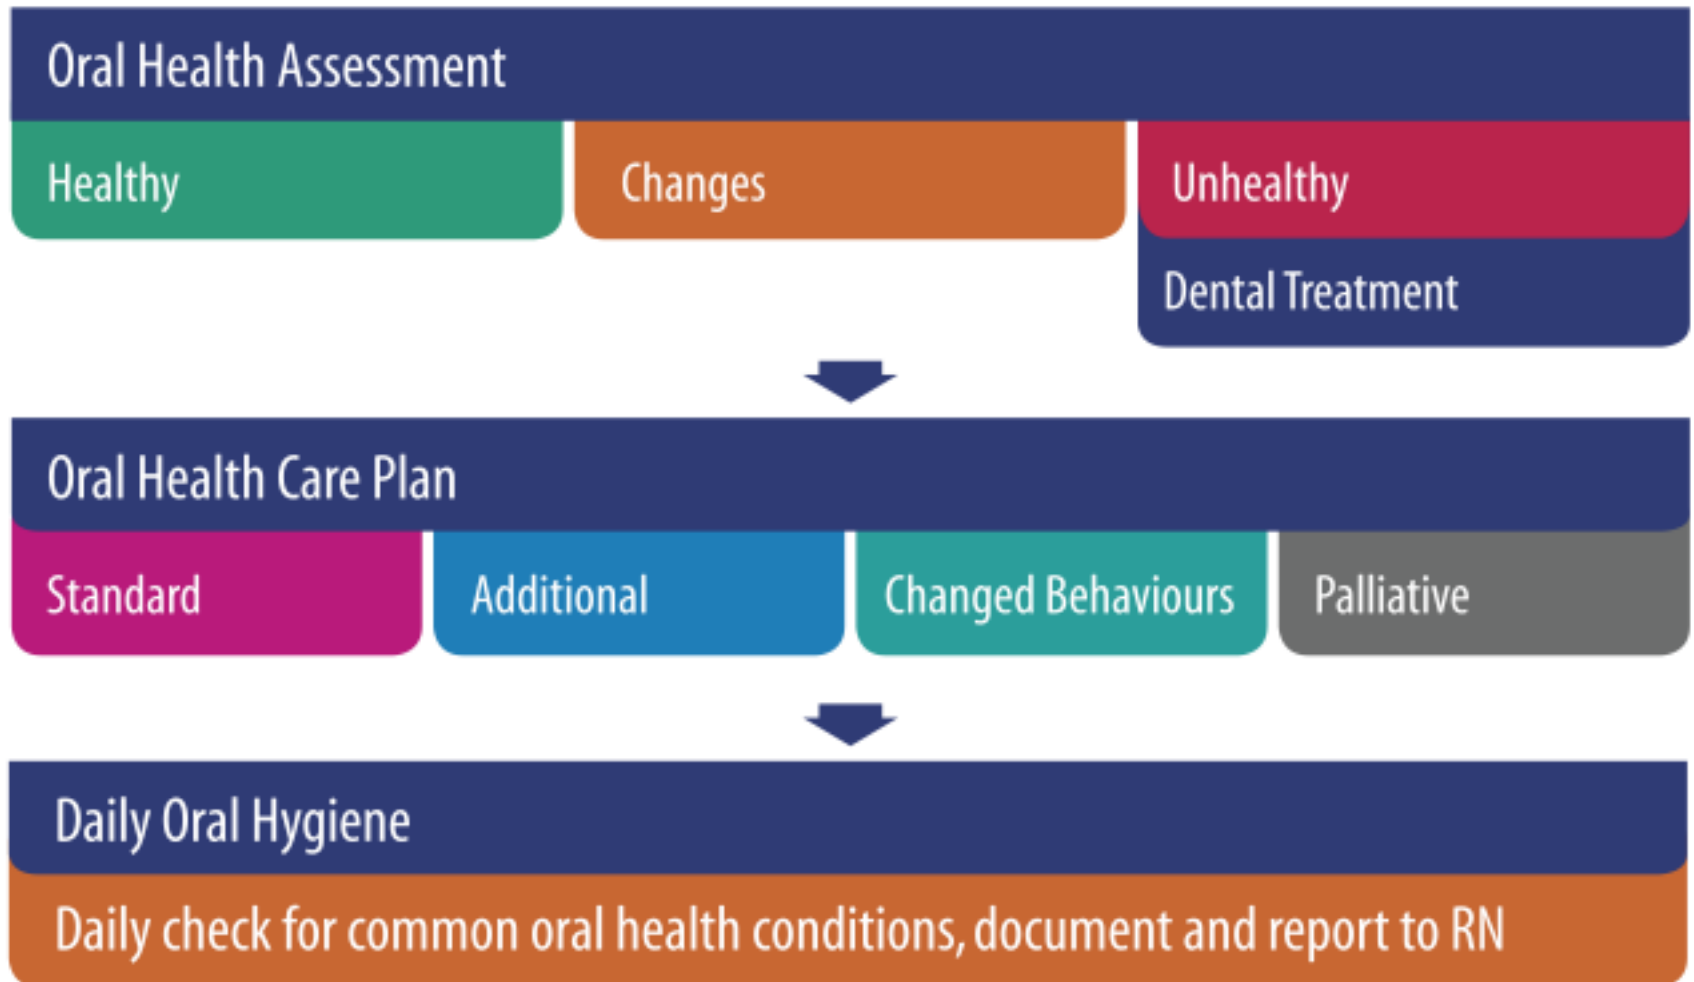 Oral Health Assessment
Healthy
Changes
Unhealthy
Dental Treatment
Oral Health Care Plan
Standard
Additional
Changed Behaviours
Palliative
Daily Oral Hygiene
Daily check for common oral health conditions, document and report to RN